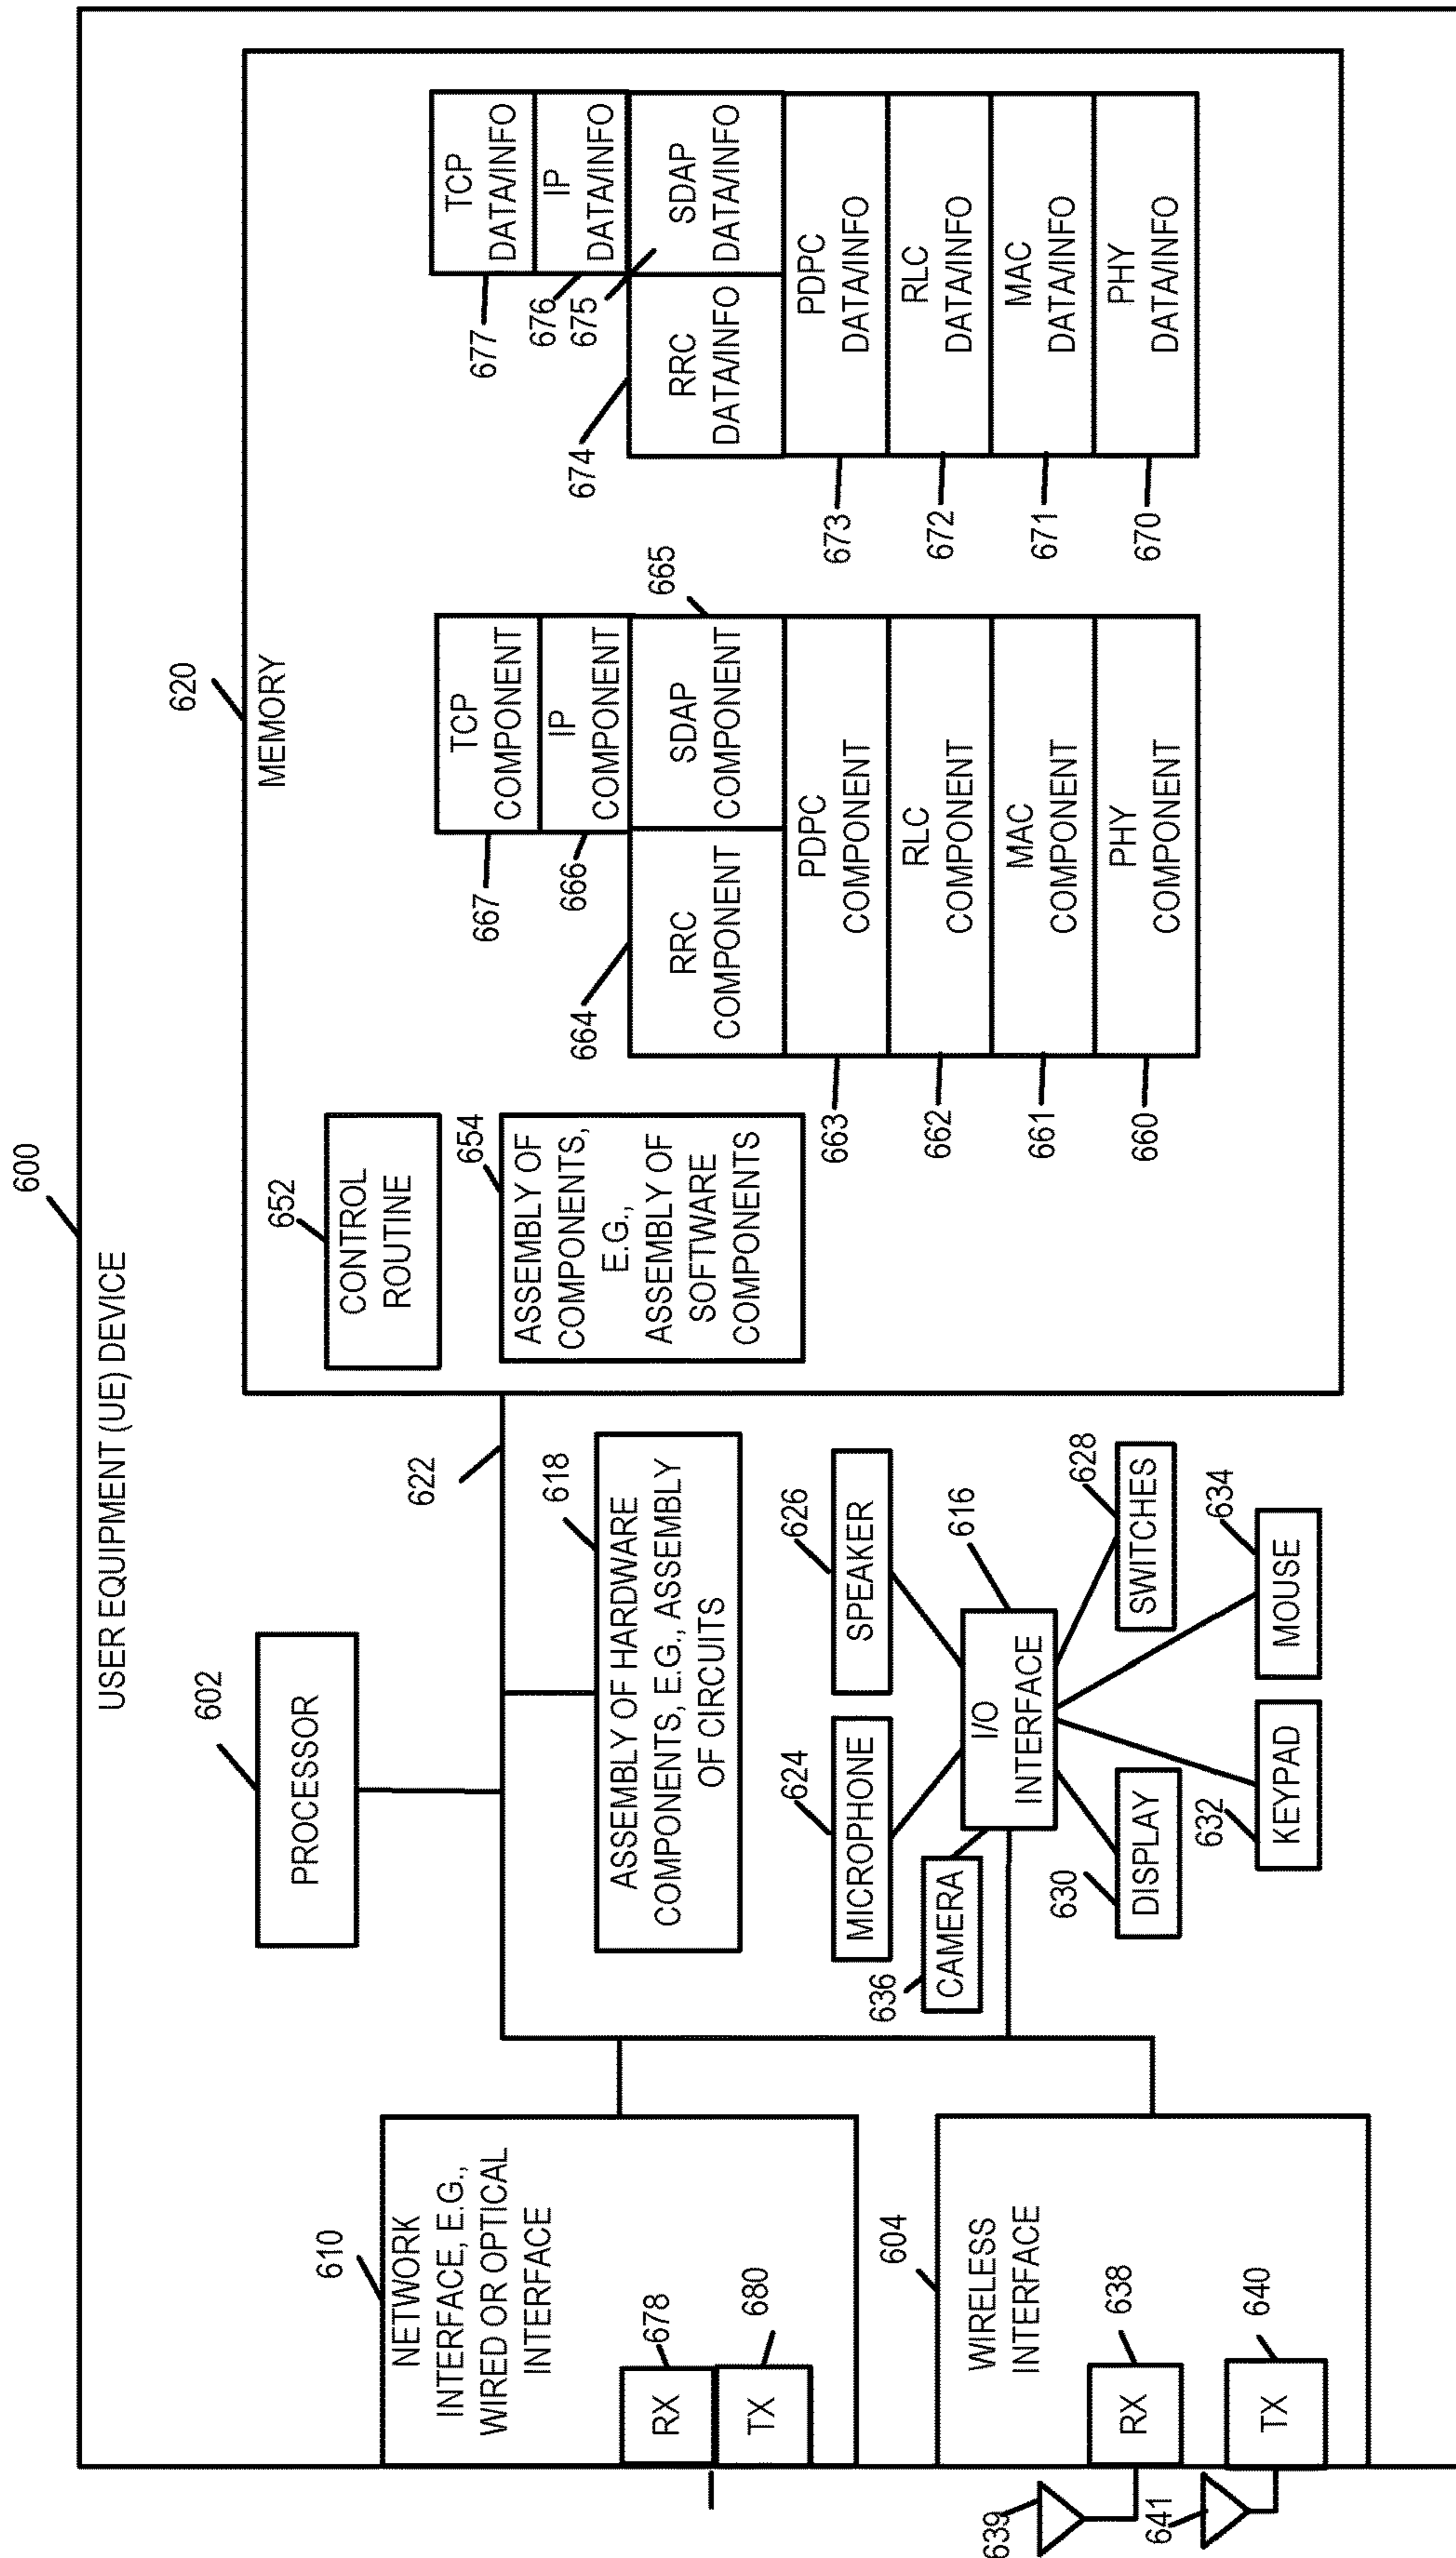 600
USER EQUIPMENT (UE) DEVICE
610
NETWORK
INTERFACE, E.G.,
WIRED OR OPTICAL
INTERFACE
678
RX
680
TX
604
WIRELESS
INTERFACE
638
RX
640
TX
639
641
602
PROCESSOR
622
618
ASSEMBLY OF HARDWARE
COMPONENTS, E.G., ASSEMBLY
OF CIRCUITS
624
MICROPHONE
626
SPEAKER
636
CAMERA
616
I/O
INTERFACE
628
SWITCHES
630
DISPLAY
632
KEYPAD
634
MOUSE
620
MEMORY
652
CONTROL
ROUTINE
654
ASSEMBLY OF
COMPONENTS,
E.G.,
ASSEMBLY OF
SOFTWARE
COMPONENTS
667
TCP
COMPONENT
666
IP
COMPONENT
664
RRC
COMPONENT
665
SDAP
COMPONENT
663
PDPC
COMPONENT
662
RLC
COMPONENT
661
MAC
COMPONENT
660
PHY
COMPONENT
677
TCP
DATA/INFO
676
IP
DATA/INFO
675
674
RRC
DATA/INFO
SDAP
DATA/INFO
673
PDPC
DATA/INFO
672
RLC
DATA/INFO
671
MAC
DATA/INFO
670
PHY
DATA/INFO